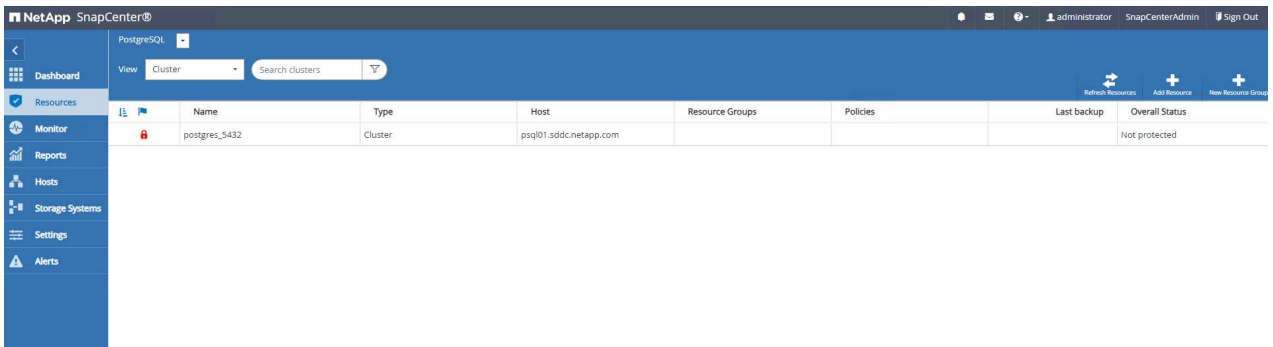 NetApp SnapCenter®
administrator SnapCenterAdmin Sign Out
PostgreSQL
View Cluster Search clusters
Refresh Resources Add Resource New Resource Group
Dashboard
Resources
Monitor
Reports
Hosts
Storage Systems
Settings
Alerts
Name Type Host Resource Groups Policies Last backup Overall Status
postgres_5432 Cluster psql01.sddc.netapp.com Not protected